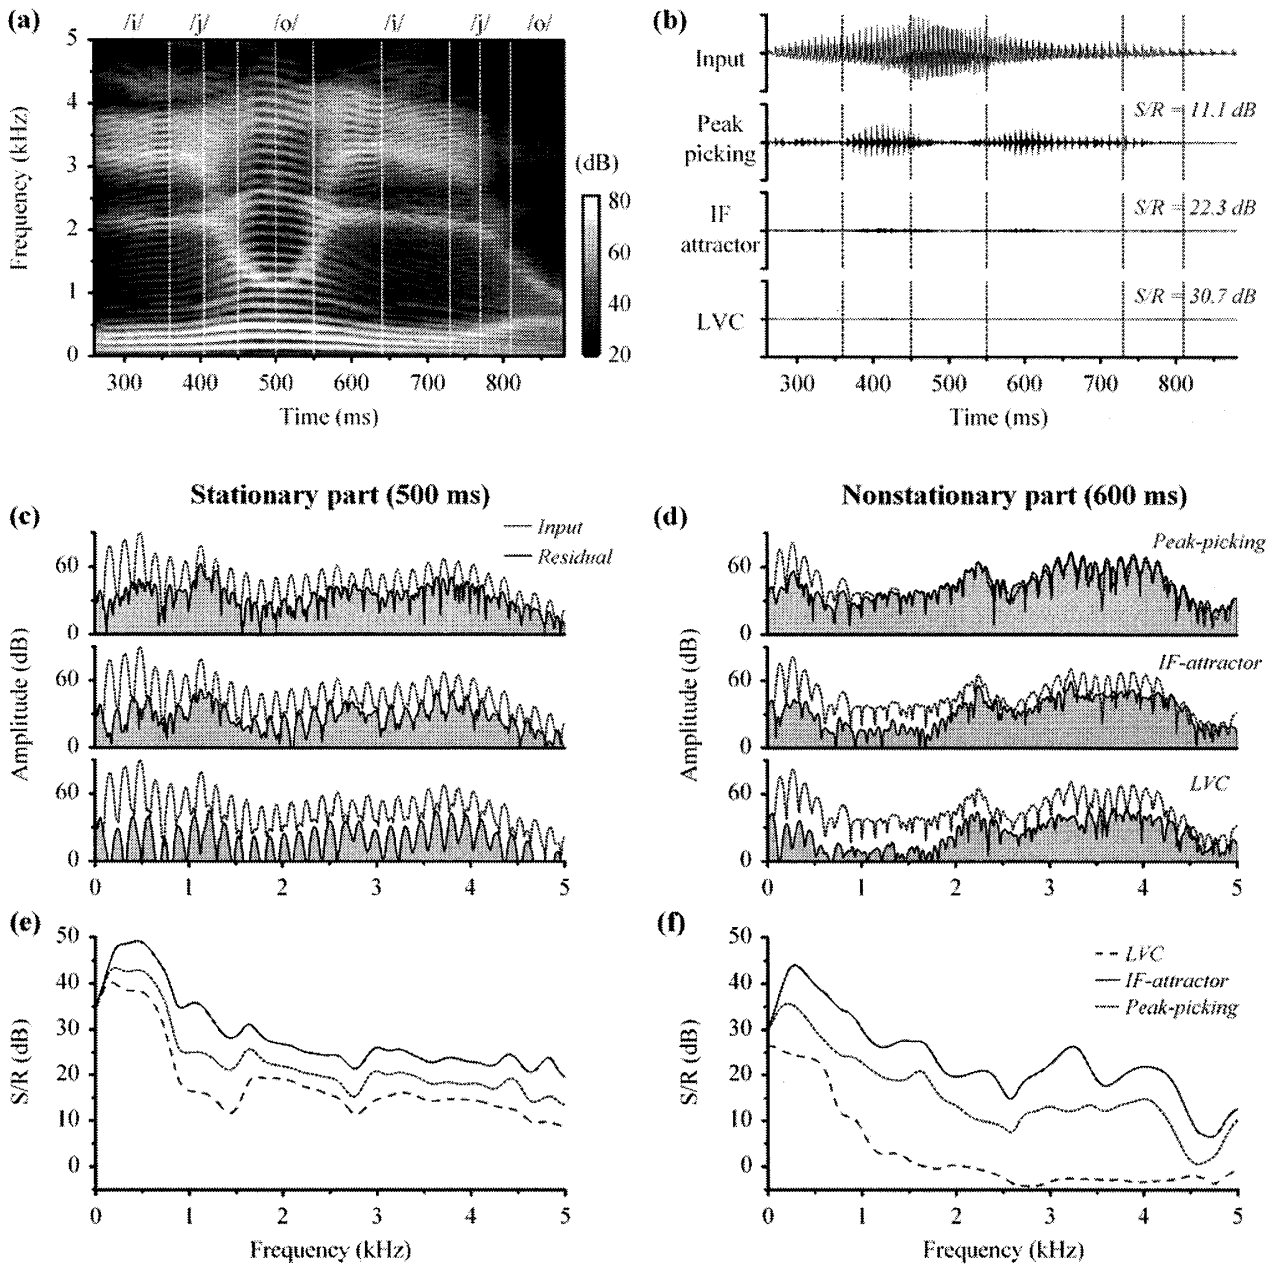 (a)
/i/ /j/ /o/ /i/ /j/ /o/
5
4
3
2
1
0
Frequency (kHz)
300 400 500 600 700 800
Time (ms)
(dB)
80
60
40
20
(b)
Input
Peak
picking
S/R = 11.1 dB
IF
attractor
S/R = 22.3 dB
LVC
S/R = 30.7 dB
300 400 500 600 700 800
Time (ms)
Stationary part (500 ms)
(c)
Input
Residual
60
0
60
0
60
0
Amplitude (dB)
0 1 2 3 4 5
Nonstationary part (600 ms)
(d)
Peak-picking
IF-attractor
LVC
60
0
60
0
60
0
Amplitude (dB)
0 1 2 3 4 5
(e)
50
40
30
20
10
0
S/R (dB)
0 1 2 3 4 5
Frequency (kHz)
(f)
LVC
IF-attractor
Peak-picking
50
40
30
20
10
0
S/R (dB)
0 1 2 3 4 5
Frequency (kHz)